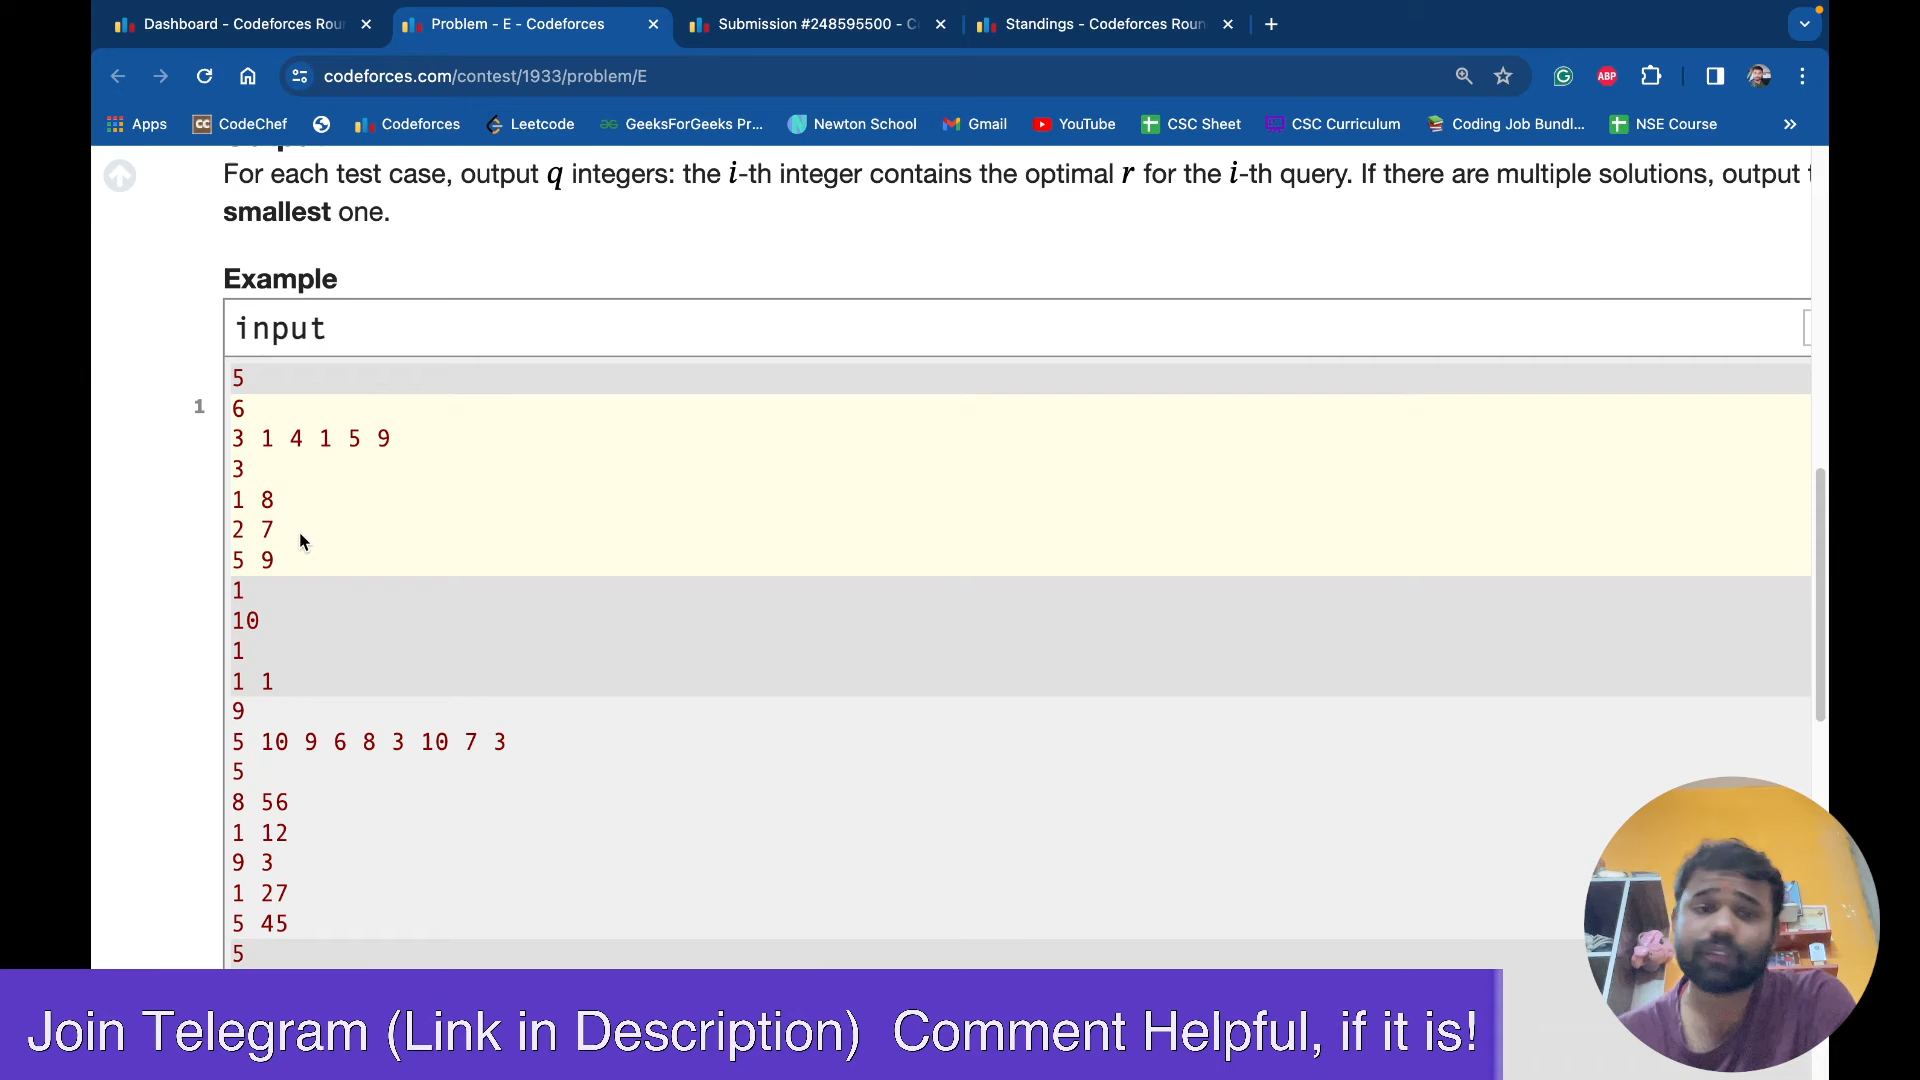 Dashboard - Codeforces Rou
Problem - E - Codeforces
Submission #248595500 - C
Standings - Codeforces Roun
codeforces.com/contest/1933/problem/E
ABP
Apps
CC CodeChef
Codeforces
Leetcode
GeeksForGeeks Pr...
Newton School
Gmail
YouTube
CSC Sheet
CSC Curriculum
Coding Job Bundl...
NSE Course
For each test case, output q integers: the i-th integer contains the optimal r for the i-th query. If there are multiple solutions, output
smallest one.
Example
input
5
1
6
3 1 4 1 5 9
3
1 8
2 7
5 9
1
10
1
1 1
9
5 10 9 6 8 3 10 7 3
5
8 56
1 12
9 3
1 27
5 45
5
Join Telegram (Link in Description) Comment Helpful, if it is!